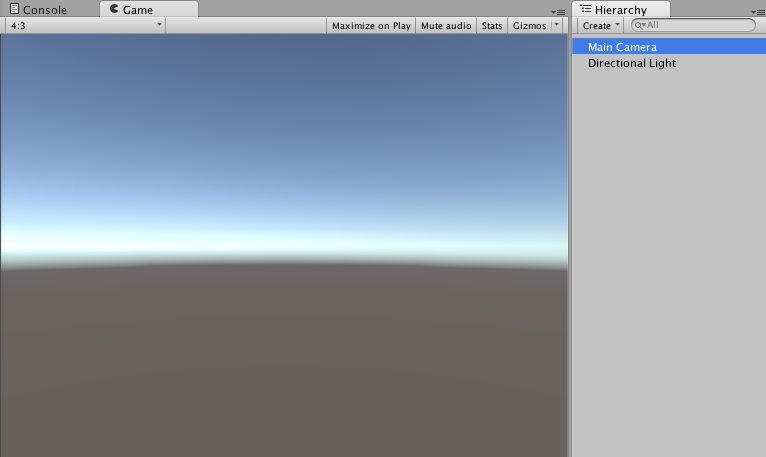 Console Game Hierarchy
4:3 Maximize on Play Mute audio Stats Gizmos Create All
Main Camera
Directional Light